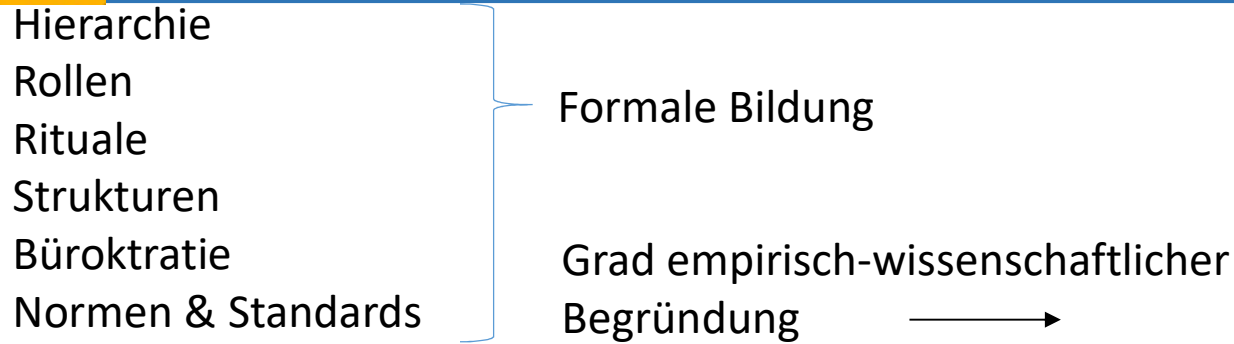 Hierarchie
Rollen
Rituale
Strukturen
Büroktratie
Normen & Standards
Formale Bildung
Grad empirisch-wissenschaftlicher
Begründung